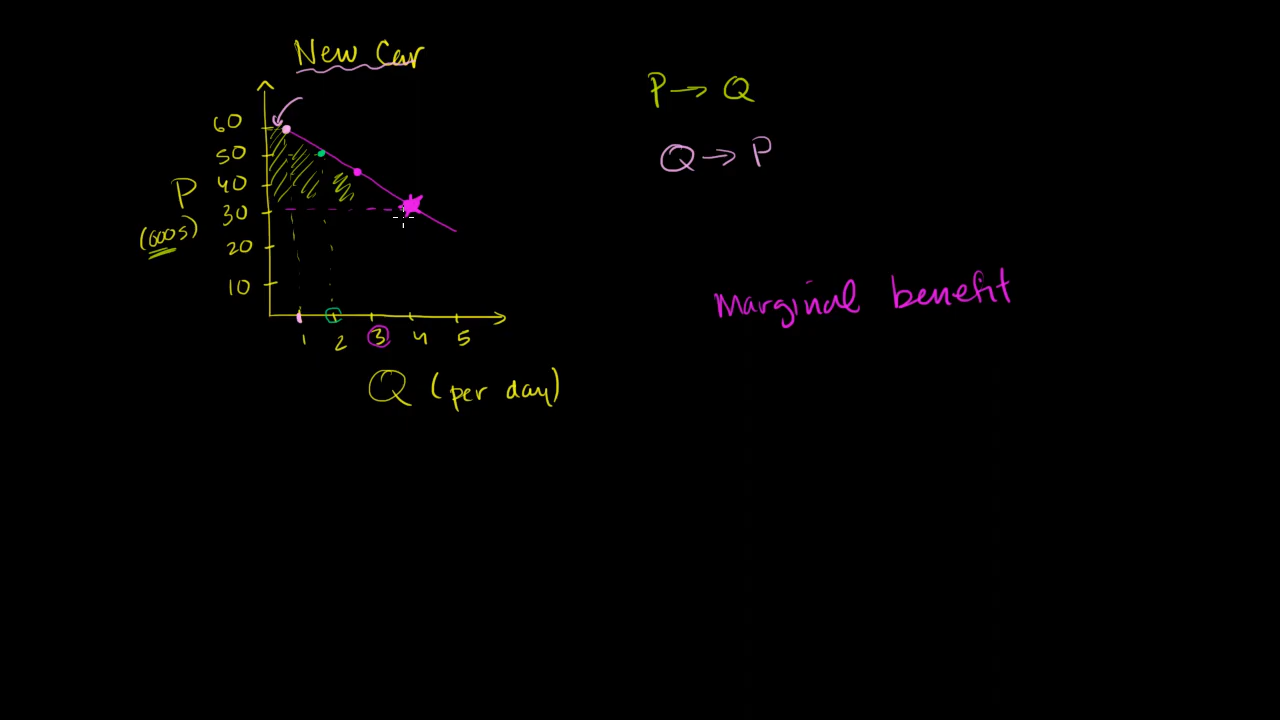 New Car
P → Q
Q → P
60
50
40
30
20
10
P
(000s)
1 2 3 4 5
Q (per day)
Marginal benefit